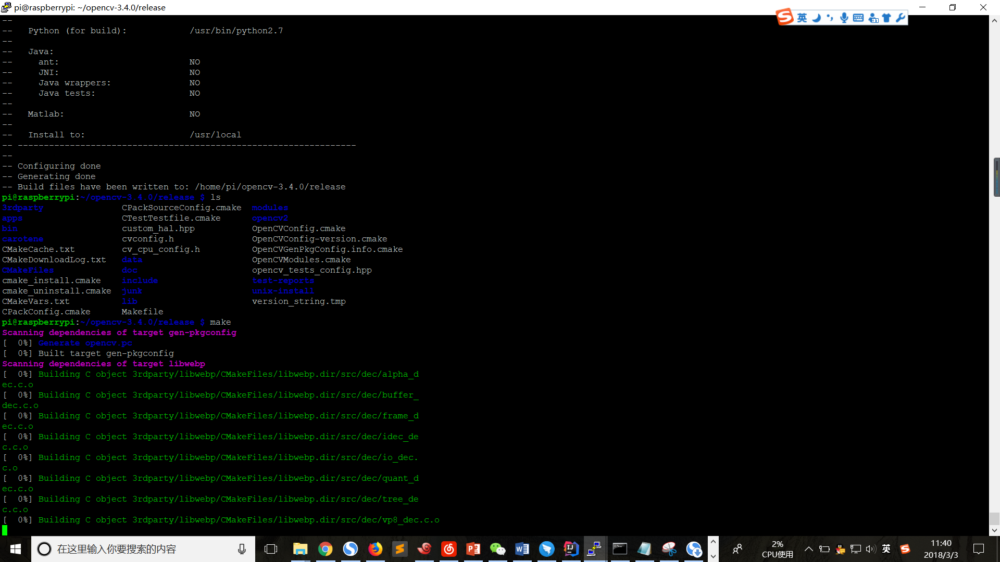 pi@raspberrypi: ~/opencv-3.4.0/release
--
--   Python (for build):            /usr/bin/python2.7
--
--   Java:
--     ant:                         NO
--     JNI:                         NO
--     Java wrappers:               NO
--     Java tests:                  NO
--
--   Matlab:                        NO
--
--   Install to:                    /usr/local
-- -----------------------------------------------------------------
--
-- Configuring done
-- Generating done
-- Build files have been written to: /home/pi/opencv-3.4.0/release
pi@raspberrypi:~/opencv-3.4.0/release $ ls
3rdparty               CPackSourceConfig.cmake  modules
apps                   CTestTestfile.cmake      opencv2
bin                    custom_hal.hpp           OpenCVConfig.cmake
carotene               cvconfig.h               OpenCVConfig-version.cmake
CMakeCache.txt         cv_cpu_config.h          OpenCVGenPkgConfig.info.cmake
CMakeDownloadLog.txt   data                     OpenCVModules.cmake
CMakeFiles             doc                      opencv_tests_config.hpp
cmake_install.cmake    include                  test-reports
cmake_uninstall.cmake  junk                     unix-install
CMakeVars.txt          lib                      version_string.tmp
CPackConfig.cmake      Makefile
pi@raspberrypi:~/opencv-3.4.0/release $ make
Scanning dependencies of target gen-pkgconfig
[  0%] Generate opencv.pc
[  0%] Built target gen-pkgconfig
Scanning dependencies of target libwebp
[  0%] Building C object 3rdparty/libwebp/CMakeFiles/libwebp.dir/src/dec/alpha_d
ec.c.o
[  0%] Building C object 3rdparty/libwebp/CMakeFiles/libwebp.dir/src/dec/buffer_
dec.c.o
[  0%] Building C object 3rdparty/libwebp/CMakeFiles/libwebp.dir/src/dec/frame_d
ec.c.o
[  0%] Building C object 3rdparty/libwebp/CMakeFiles/libwebp.dir/src/dec/idec_de
c.c.o
[  0%] Building C object 3rdparty/libwebp/CMakeFiles/libwebp.dir/src/dec/io_dec.
c.o
[  0%] Building C object 3rdparty/libwebp/CMakeFiles/libwebp.dir/src/dec/quant_d
ec.c.o
[  0%] Building C object 3rdparty/libwebp/CMakeFiles/libwebp.dir/src/dec/tree_de
c.c.o
[  0%] Building C object 3rdparty/libwebp/CMakeFiles/libwebp.dir/src/dec/vp8_dec.c.o
英
在这里输入你要搜索的内容
2%
CPU使用
英
11:40
2018/3/3